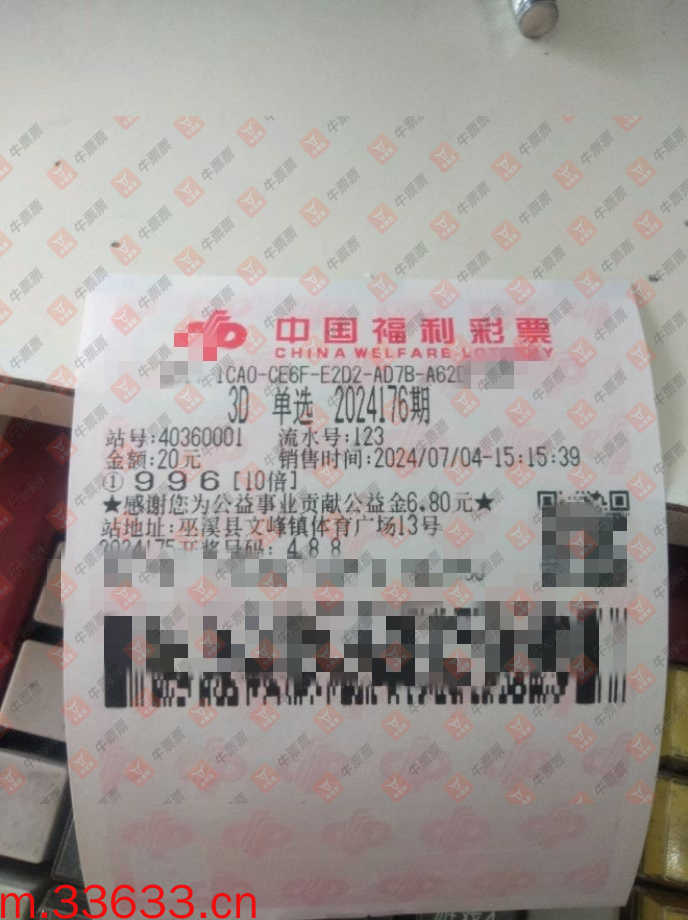 中国福利彩票
CHINA WELFARE LOTTERY
1CA0-CE6F-E2D2-AD7B-A62
3D 单选 2024176期
站号:40360001 流水号:123
金额:20元 销售时间:2024/07/04-15:15:39
①996[10倍]
★感谢您为公益事业贡献公益金6.80元★
站地址:巫溪县文峰镇体育广场13号
2024175开奖号码: 4 8 8
牛票票
m.33633.cn